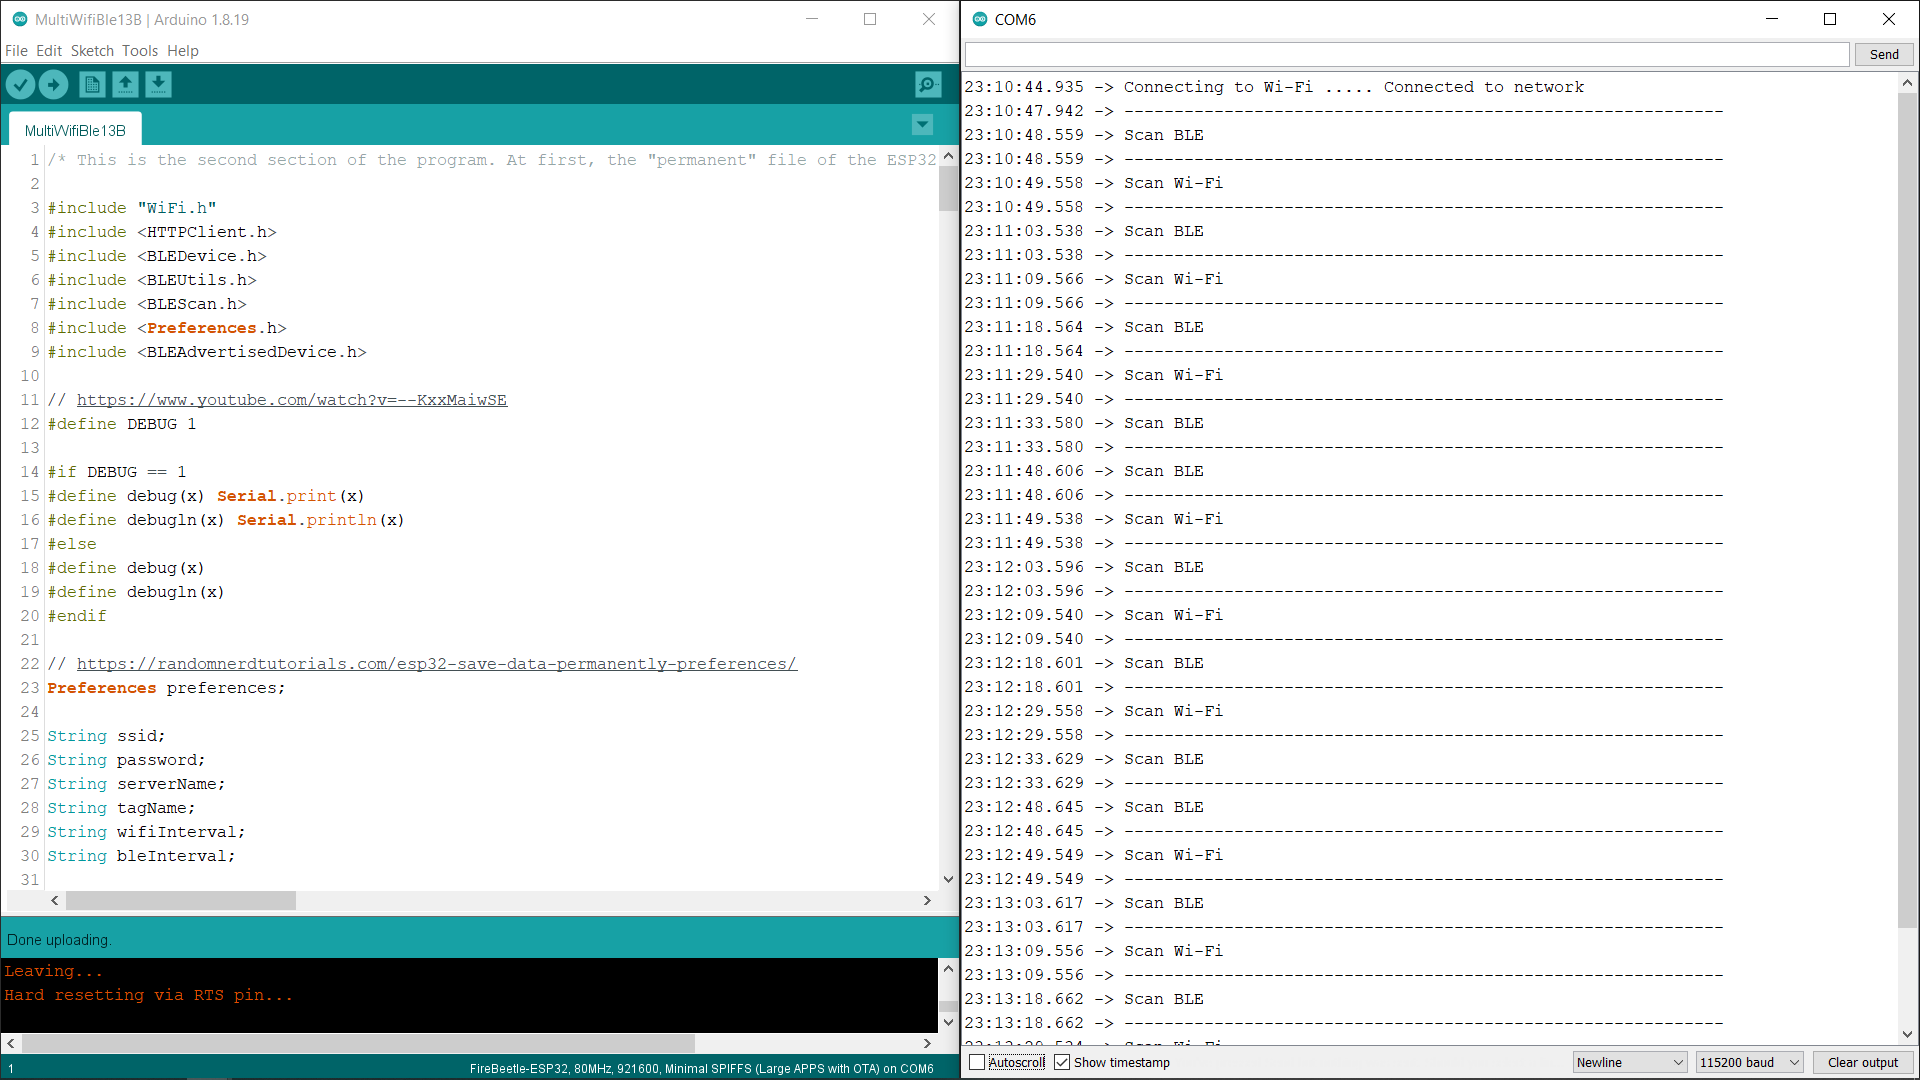 MultiWifiBle13B | Arduino 1.8.19
File Edit Sketch Tools Help
MultiWifiBle13B
1 /* This is the second section of the program. At first, the "permanent" file of the ESP32
2
3 #include "WiFi.h"
4 #include <HTTPClient.h>
5 #include <BLEDevice.h>
6 #include <BLEUtils.h>
7 #include <BLEScan.h>
8 #include <Preferences.h>
9 #include <BLEAdvertisedDevice.h>
10
11 // https://www.youtube.com/watch?v=--KxxMaiwSE
12 #define DEBUG 1
13
14 #if DEBUG == 1
15 #define debug(x) Serial.print(x)
16 #define debugln(x) Serial.println(x)
17 #else
18 #define debug(x)
19 #define debugln(x)
20 #endif
21
22 // https://randomnerdtutorials.com/esp32-save-data-permanently-preferences/
23 Preferences preferences;
24
25 String ssid;
26 String password;
27 String serverName;
28 String tagName;
29 String wifiInterval;
30 String bleInterval;
31
Done uploading.
Leaving...
Hard resetting via RTS pin...
1 FireBeetle-ESP32, 80MHz, 921600, Minimal SPIFFS (Large APPS with OTA) on COM6
COM6
Send
23:10:44.935 -> Connecting to Wi-Fi ..... Connected to network
23:10:47.942 -> ------------------------------------------------------------
23:10:48.559 -> Scan BLE
23:10:48.559 -> ------------------------------------------------------------
23:10:49.558 -> Scan Wi-Fi
23:10:49.558 -> ------------------------------------------------------------
23:11:03.538 -> Scan BLE
23:11:03.538 -> ------------------------------------------------------------
23:11:09.566 -> Scan Wi-Fi
23:11:09.566 -> ------------------------------------------------------------
23:11:18.564 -> Scan BLE
23:11:18.564 -> ------------------------------------------------------------
23:11:29.540 -> Scan Wi-Fi
23:11:29.540 -> ------------------------------------------------------------
23:11:33.580 -> Scan BLE
23:11:33.580 -> ------------------------------------------------------------
23:11:48.606 -> Scan BLE
23:11:48.606 -> ------------------------------------------------------------
23:11:49.538 -> Scan Wi-Fi
23:11:49.538 -> ------------------------------------------------------------
23:12:03.596 -> Scan BLE
23:12:03.596 -> ------------------------------------------------------------
23:12:09.540 -> Scan Wi-Fi
23:12:09.540 -> ------------------------------------------------------------
23:12:18.601 -> Scan BLE
23:12:18.601 -> ------------------------------------------------------------
23:12:29.558 -> Scan Wi-Fi
23:12:29.558 -> ------------------------------------------------------------
23:12:33.629 -> Scan BLE
23:12:33.629 -> ------------------------------------------------------------
23:12:48.645 -> Scan BLE
23:12:48.645 -> ------------------------------------------------------------
23:12:49.549 -> Scan Wi-Fi
23:12:49.549 -> ------------------------------------------------------------
23:13:03.617 -> Scan BLE
23:13:03.617 -> ------------------------------------------------------------
23:13:09.556 -> Scan Wi-Fi
23:13:09.556 -> ------------------------------------------------------------
23:13:18.662 -> Scan BLE
23:13:18.662 -> ------------------------------------------------------------
Autoscroll Show timestamp Newline 115200 baud Clear output